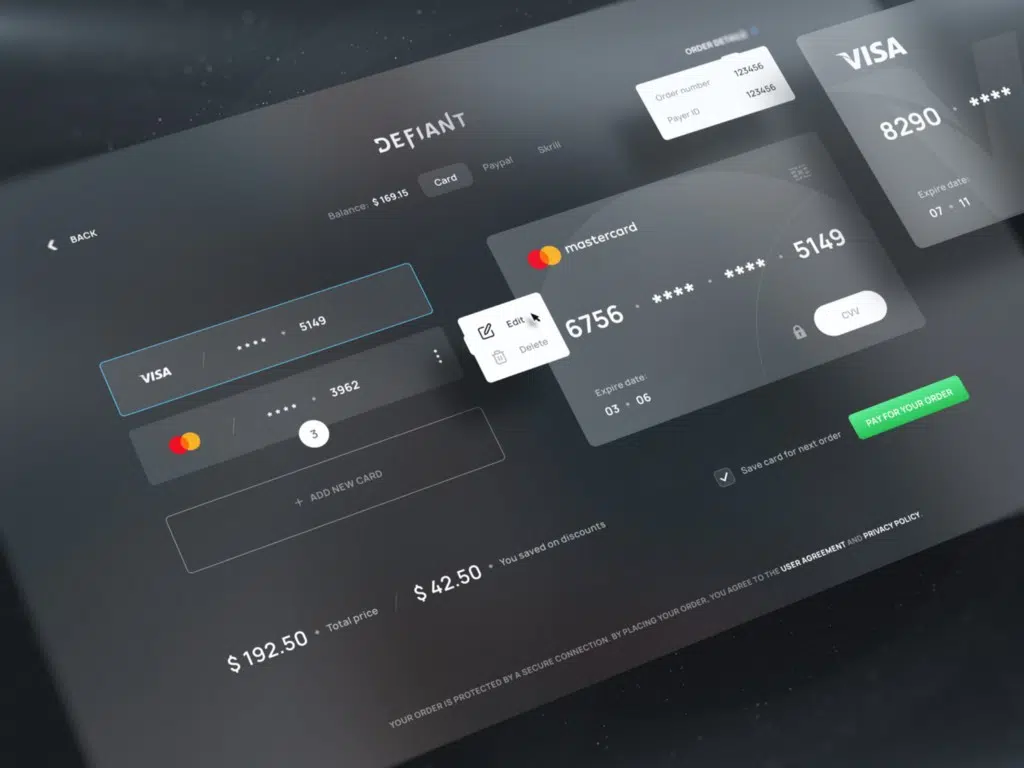 ORDER DETAILS
Order number 123456
Payer ID 123456
VISA
8290 • ****
Expire date:
07 • 11
DEFIANT
Balance: $ 169.15 Card Paypal Skrill
BACK
VISA •••• • 5149
•••• • 3962
3
+ ADD NEW CARD
Edit
Delete
mastercard
6756 • **** • **** • 5149
CVV
Expire date:
03 • 06
PAY FOR YOUR ORDER
Save card for next order
$ 192.50 • Total price
$ 42.50 • You saved on discounts
YOUR ORDER IS PROTECTED BY A SECURE CONNECTION. BY PLACING YOUR ORDER, YOU AGREE TO THE USER AGREEMENT AND PRIVACY POLICY